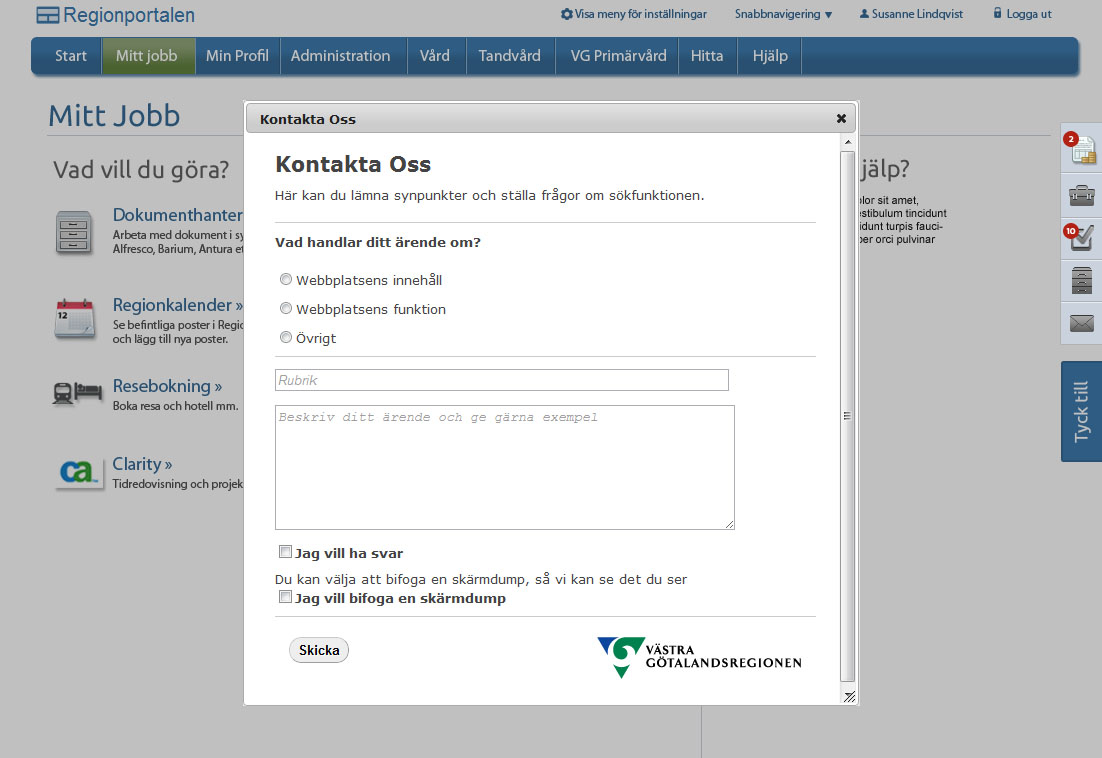 Regionportalen
Visa meny för inställningar
Snabbnavigering ▼
Susanne Lindqvist
Logga ut
Start
Mitt jobb
Min Profil
Administration
Vård
Tandvård
VG Primärvård
Hitta
Hjälp
Mitt Jobb
Vad vill du göra?
Dokumenthanter
Arbeta med dokument i sy
Alfresco, Barium, Antura et
Regionkalender »
Se befintliga poster i Regio
och lägg till nya poster.
12
Resebokning »
Boka resa och hotell mm.
Clarity »
Tidredovisning och projek
ca
Kontakta Oss
Kontakta Oss
Här kan du lämna synpunkter och ställa frågor om sökfunktionen.
Vad handlar ditt ärende om?
Webbplatsens innehåll
Webbplatsens funktion
Övrigt
Rubrik
Beskriv ditt ärende och ge gärna exempel
Jag vill ha svar
Du kan välja att bifoga en skärmdump, så vi kan se det du ser
Jag vill bifoga en skärmdump
Skicka
VÄSTRA
GÖTALANDSREGIONEN
jälp?
olor sit amet,
estibulum tincidunt
idunt turpis fauci-
per orci pulvinar
2
10
Tyck till